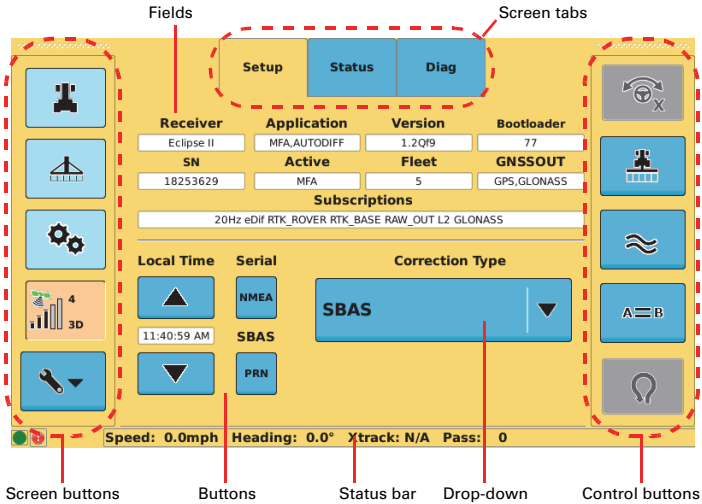 Fields
Screen tabs
Setup
Status
Diag
Receiver Application Version Bootloader
Eclipse II MFA,AUTODIFF 1.2Qf9 77
SN Active Fleet GNSSOUT
18253629 MFA 5 GPS,GLONASS
Subscriptions
20Hz eDif RTK_ROVER RTK_BASE RAW_OUT L2 GLONASS
Local Time Serial Correction Type
NMEA
SBAS
11:40:59 AM SBAS
PRN
4
3D
X
A B
Speed: 0.0mph Heading: 0.0° Xtrack: N/A Pass: 0
Screen buttons
Buttons
Status bar
Drop-down
Control buttons